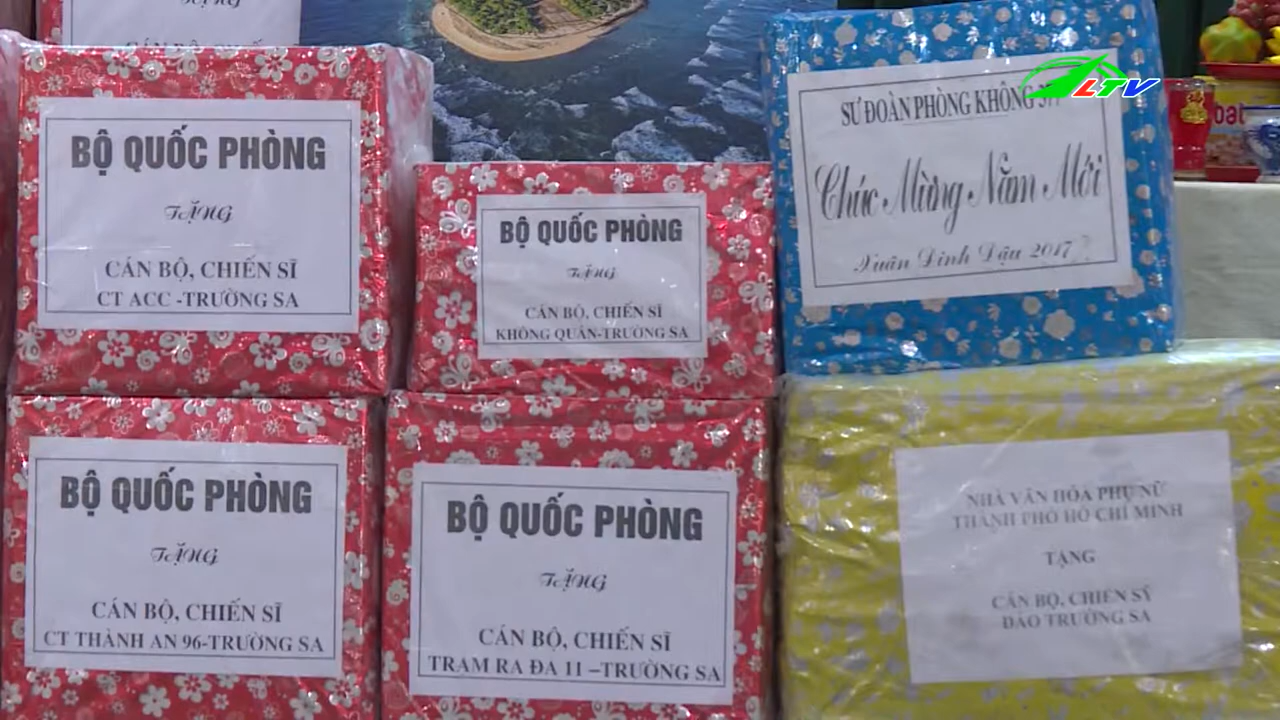 TẶNG
BỘ QUỐC PHÒNG
TẶNG
CÁN BỘ, CHIẾN SĨ
CT ACC -TRƯỜNG SA
BỘ QUỐC PHÒNG
TẶNG
CÁN BỘ, CHIẾN SĨ
KHÔNG QUÂN-TRƯỜNG SA
SƯ ĐOÀN PHÒNG KHÔNG
Chúc Mừng Năm Mới
Xuân Đinh Dậu 2017
LTV
BỘ QUỐC PHÒNG
TẶNG
CÁN BỘ, CHIẾN SĨ
CT THÀNH AN 96-TRƯỜNG SA
BỘ QUỐC PHÒNG
TẶNG
CÁN BỘ, CHIẾN SĨ
TRẠM RA ĐA 11 –TRƯỜNG SA
NHÀ VĂN HÓA PHỤ NỮ
THÀNH PHỐ HỒ CHÍ MINH
TẶNG
CÁN BỘ, CHIẾN SỸ
ĐẢO TRƯỜNG SA